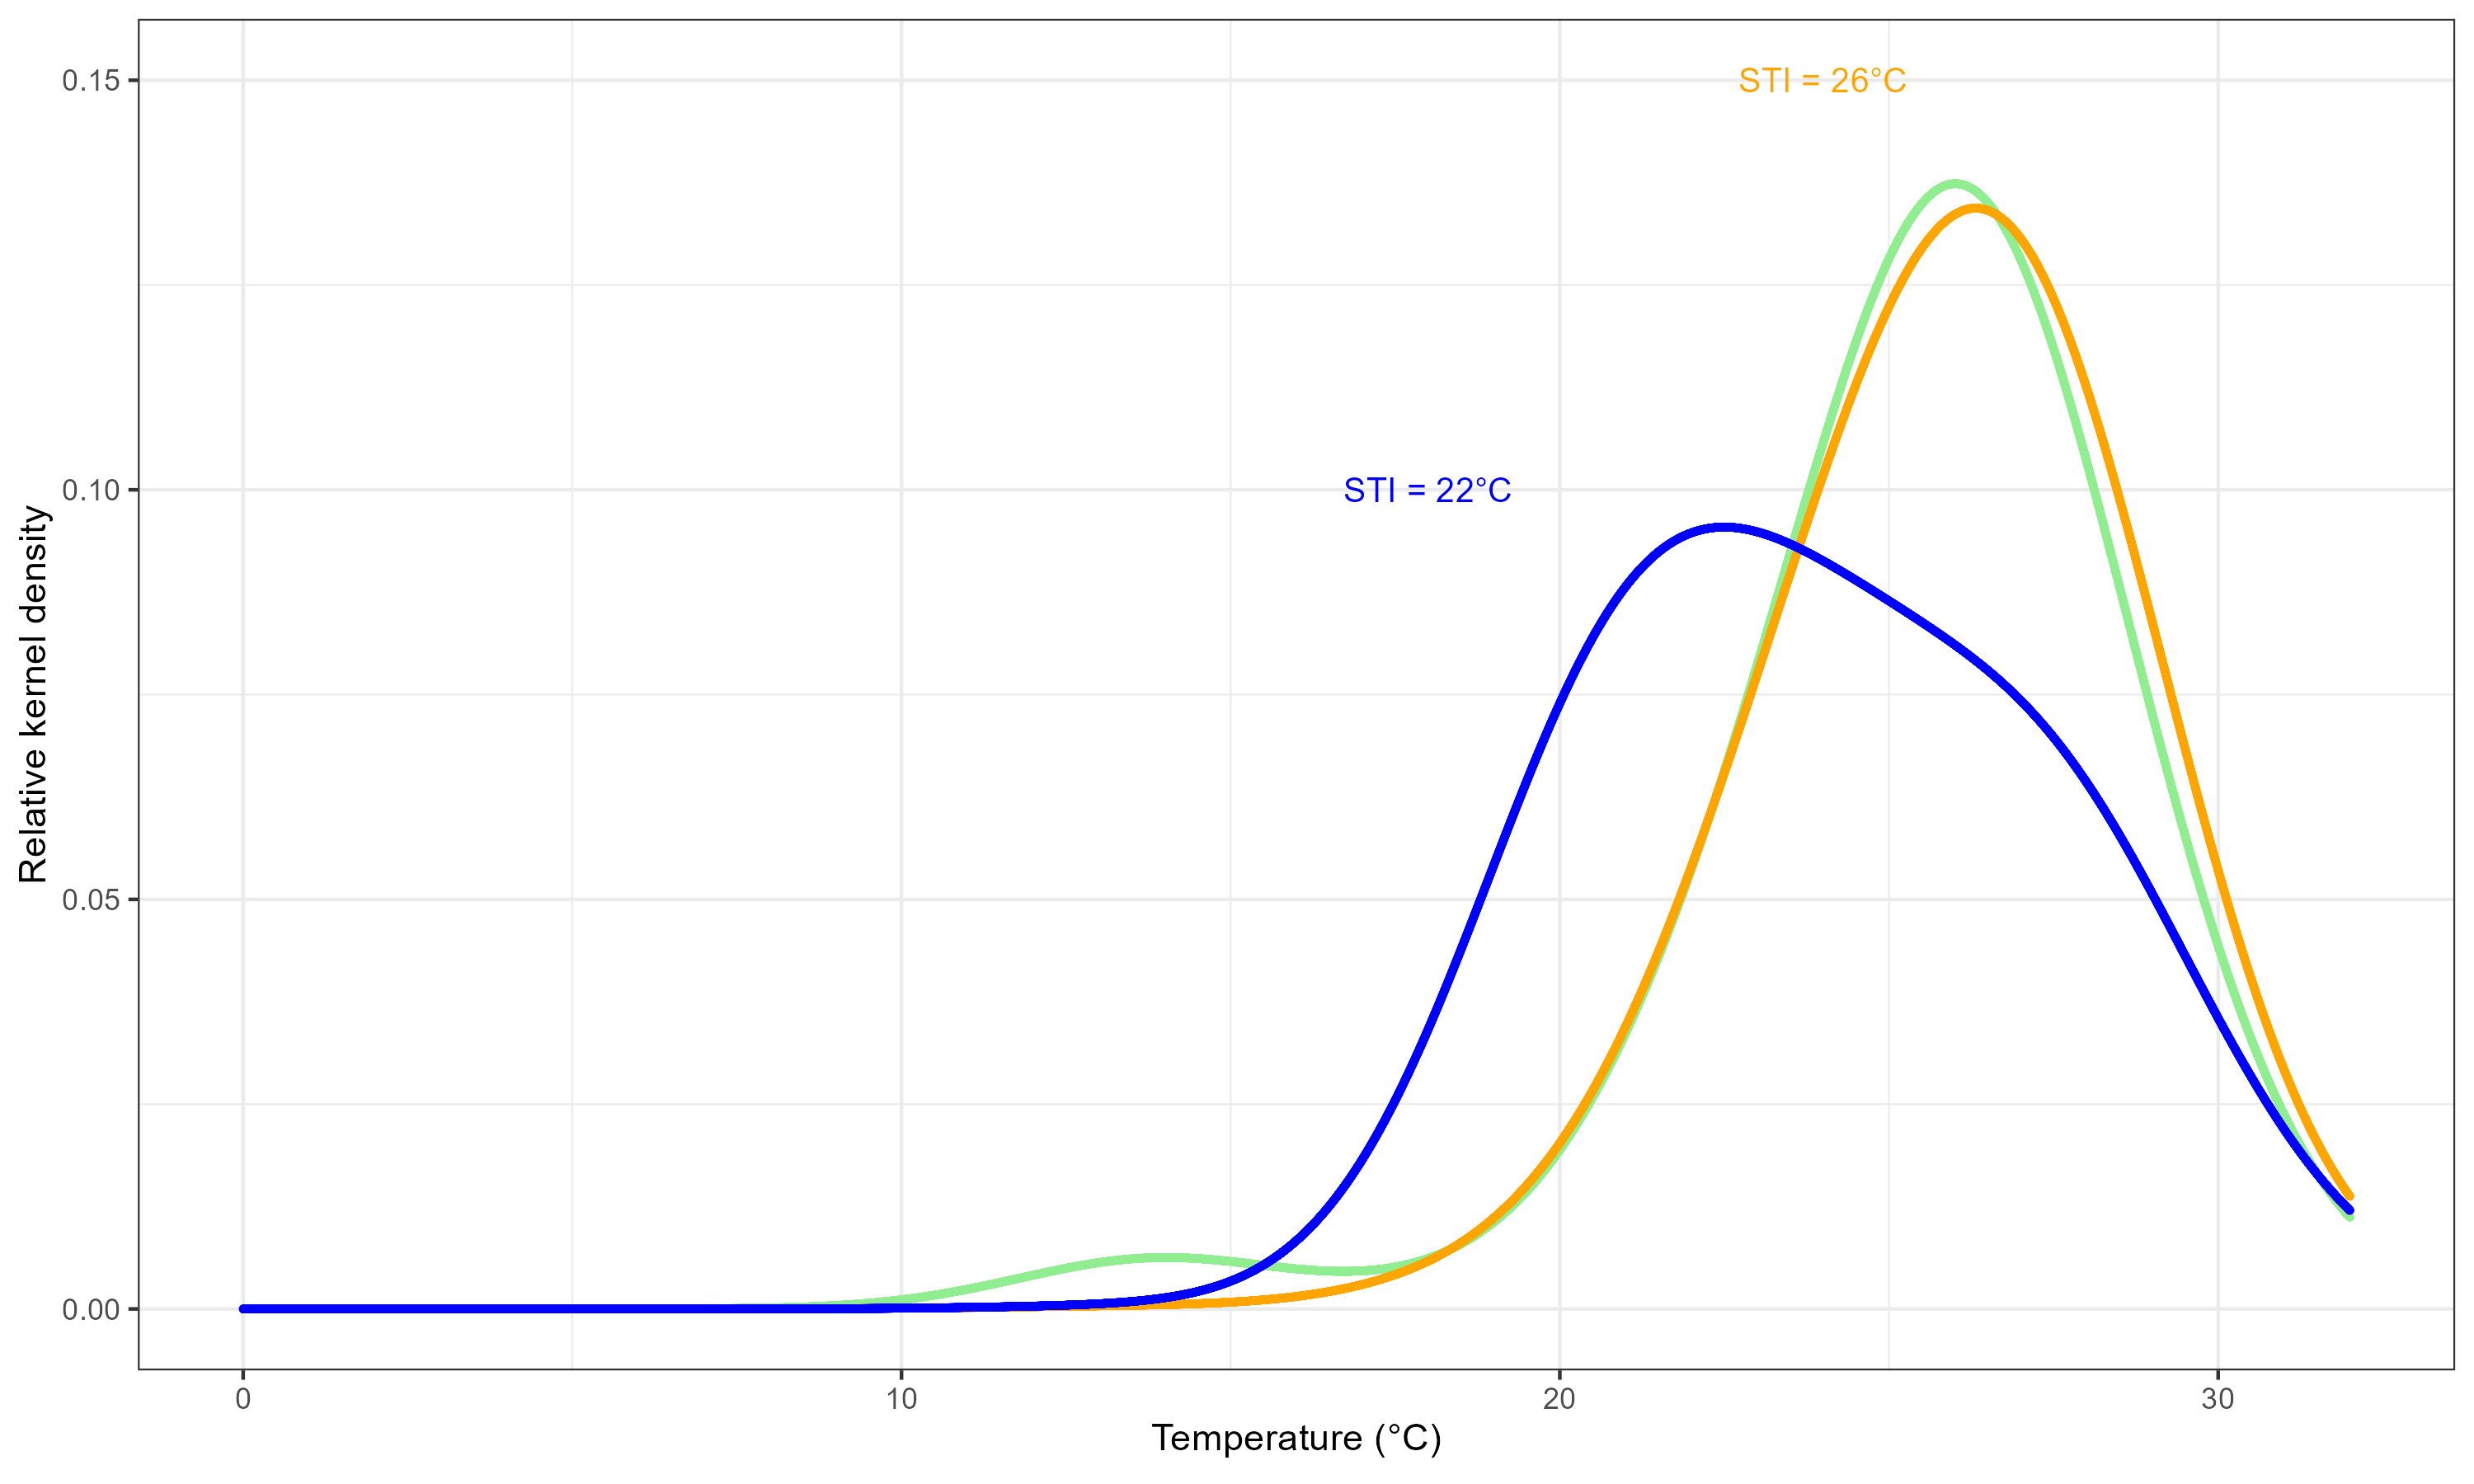 STI = 26°C
STI = 22°C
0.15
0.10
0.05
0.00
Relative kernel density
0
10
20
30
Temperature (°C)